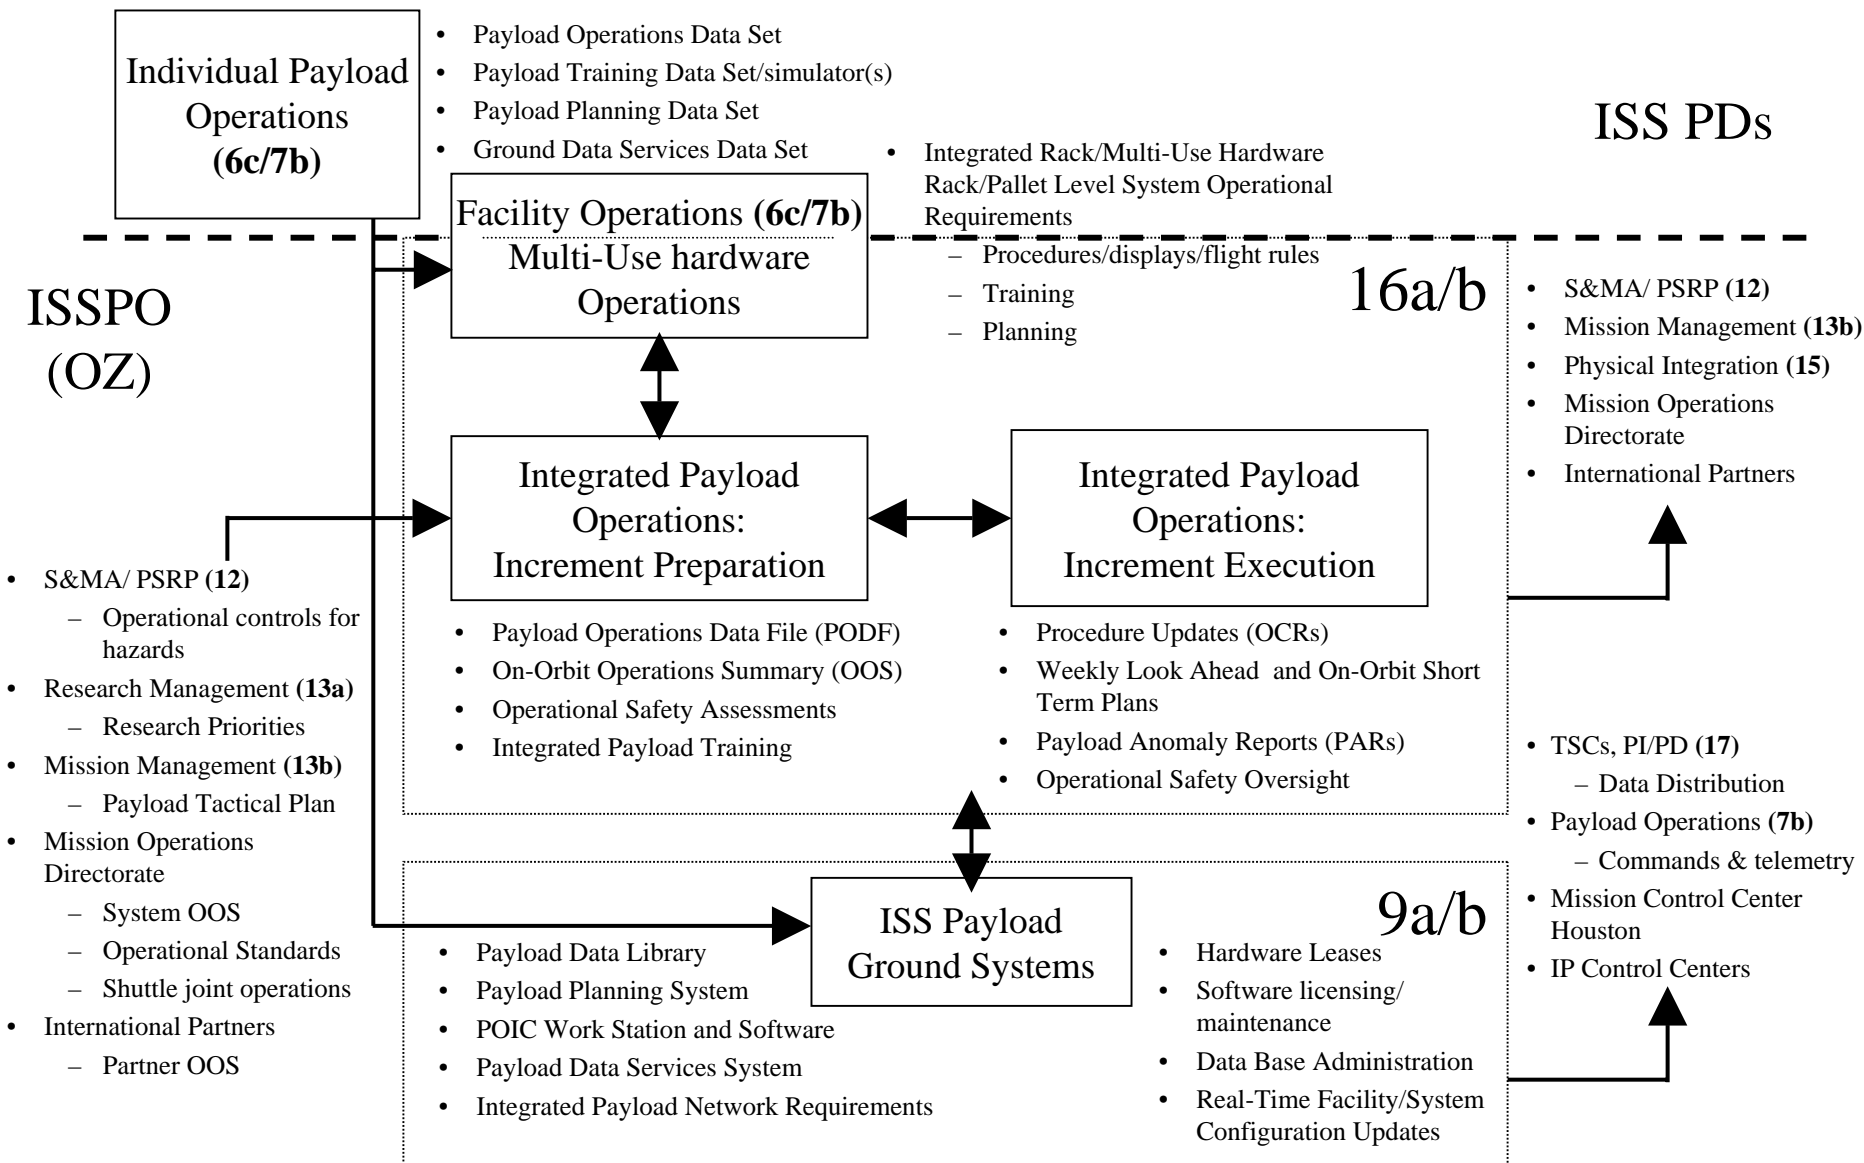 Individual Payload
Operations
(6c/7b)
• Payload Operations Data Set
• Payload Training Data Set/simulator(s)
• Payload Planning Data Set
• Ground Data Services Data Set
ISS PDs
• Integrated Rack/Multi-Use Hardware
Rack/Pallet Level System Operational
Requirements
– Procedures/displays/flight rules
– Training
– Planning
Facility Operations (6c/7b)
Multi-Use hardware
Operations
16a/b
ISSPO
(OZ)
• S&MA/ PSRP (12)
• Mission Management (13b)
• Physical Integration (15)
• Mission Operations
Directorate
• International Partners
Integrated Payload
Operations:
Increment Preparation
Integrated Payload
Operations:
Increment Execution
• S&MA/ PSRP (12)
– Operational controls for
hazards
• Research Management (13a)
– Research Priorities
• Mission Management (13b)
– Payload Tactical Plan
• Mission Operations
Directorate
– System OOS
– Operational Standards
– Shuttle joint operations
• International Partners
– Partner OOS
• Payload Operations Data File (PODF)
• On-Orbit Operations Summary (OOS)
• Operational Safety Assessments
• Integrated Payload Training
• Procedure Updates (OCRs)
• Weekly Look Ahead and On-Orbit Short
Term Plans
• Payload Anomaly Reports (PARs)
• Operational Safety Oversight
• TSCs, PI/PD (17)
– Data Distribution
• Payload Operations (7b)
– Commands & telemetry
• Mission Control Center
Houston
• IP Control Centers
ISS Payload
Ground Systems
9a/b
• Payload Data Library
• Payload Planning System
• POIC Work Station and Software
• Payload Data Services System
• Integrated Payload Network Requirements
• Hardware Leases
• Software licensing/
maintenance
• Data Base Administration
• Real-Time Facility/System
Configuration Updates